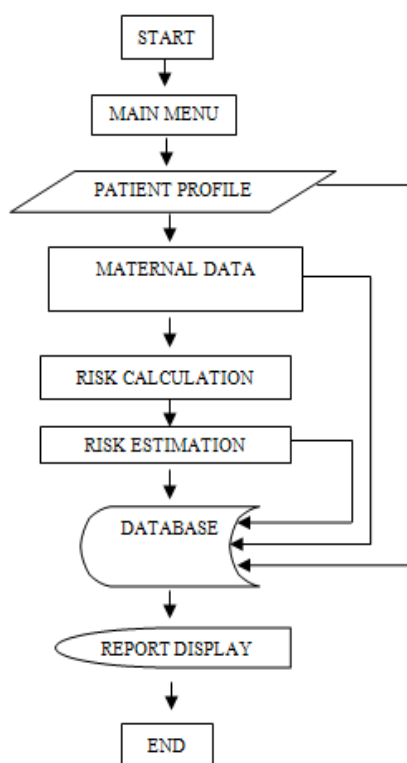 START
MAIN MENU
PATIENT PROFILE
MATERNAL DATA
RISK CALCULATION
RISK ESTIMATION
DATABASE
REPORT DISPLAY
END